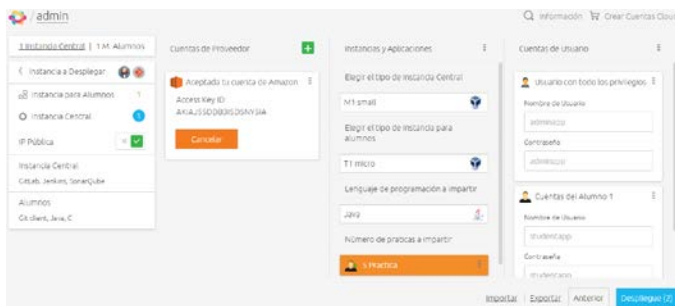 / admin
Información
Crear Cuentas Cloud
1 Instancia Central | 1 M. Alumnos
Instancia a Desplegar
Instancia para Alumnos 1
Instancia Central 1
IP Pública
Instancia Central
GitLab, Jenkins, SonarQube
Alumnos
Git client, Java, C
Cuentas de Proveedor
Aceptada tu cuenta de Amazon
Access Key ID
Cancelar
Instancias y Aplicaciones
Elegir el tipo de Instancia Central
M1 small
Elegir el tipo de instancia para
alumnos
T1 micro
Lenguaje de programación a impartir
Java
Número de praticas a impartir
Practica
Cuentas de Usuario
Usuario con todo los privilegios
Nombre de Usuario
adminapp
Contraseña
adminapp
Cuentas del Alumno 1
Nombre de Usuario
studentapp
Contraseña
studentapp
Importar
Exportar
Anterior
Despliegue (2)